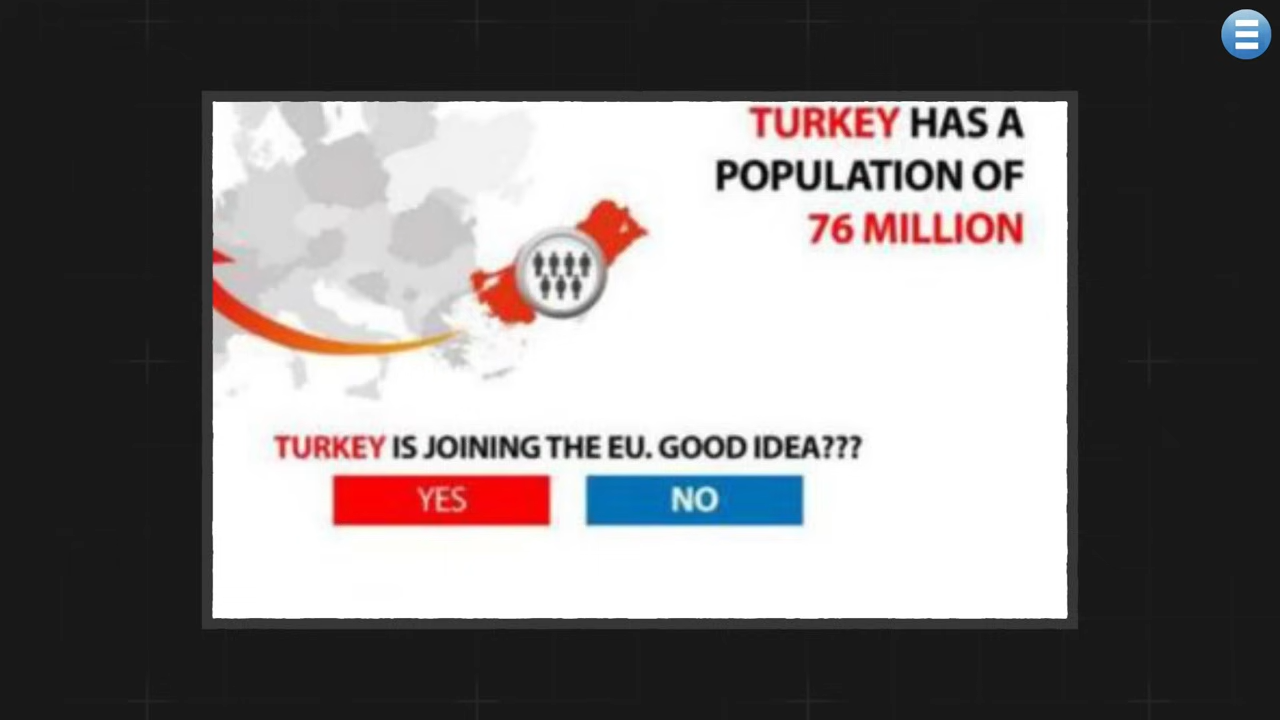 TURKEY HAS A
POPULATION OF
76 MILLION
TURKEY IS JOINING THE EU. GOOD IDEA???
YES
NO